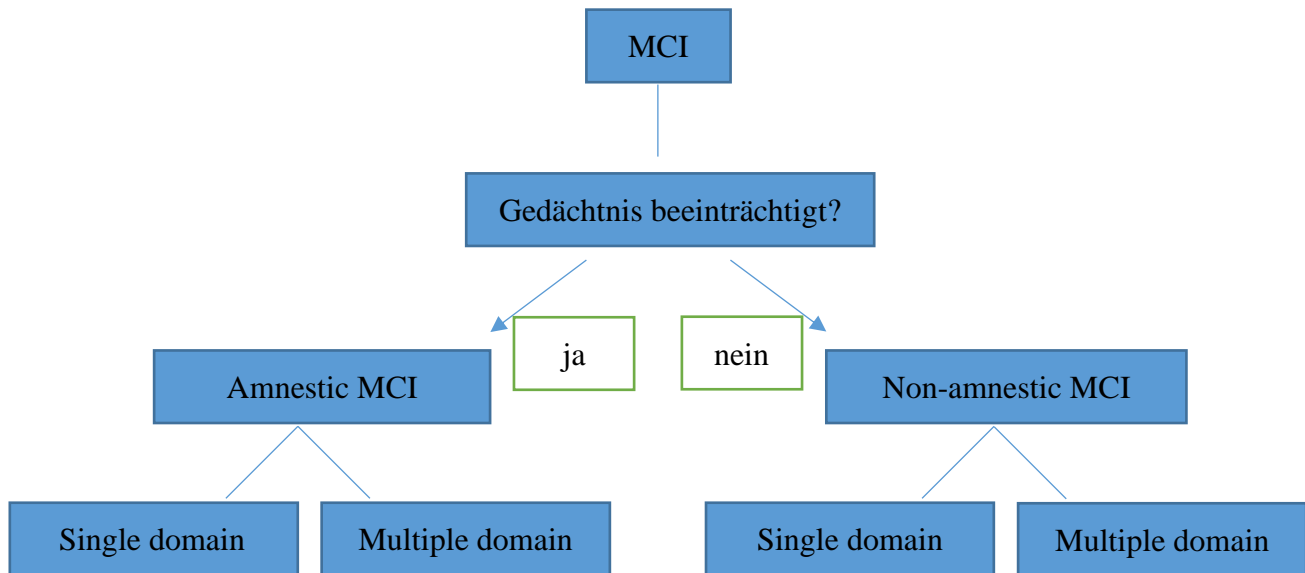 MCI
Gedächtnis beeinträchtigt?
ja
nein
Amnestic MCI
Non-amnestic MCI
Single domain
Multiple domain
Single domain
Multiple domain